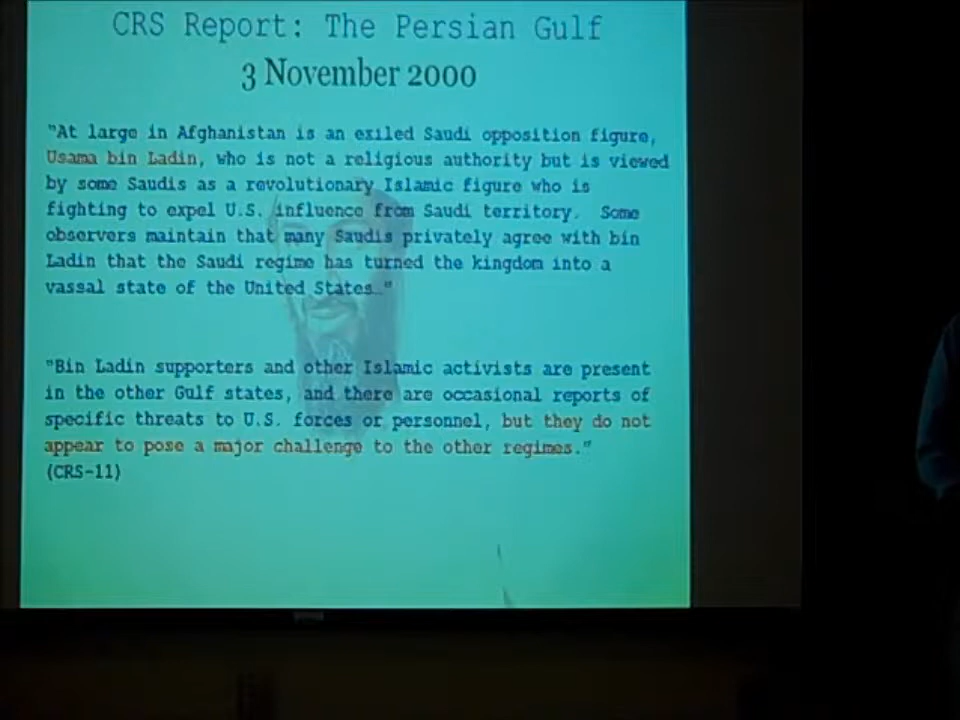 CRS Report: The Persian Gulf
3 November 2000
"At large in Afghanistan is an exiled Saudi opposition figure,
Usama bin Ladin, who is not a religious authority but is viewed
by some Saudis as a revolutionary Islamic figure who is
fighting to expel U.S. influence from Saudi territory. Some
observers maintain that many Saudis privately agree with bin
Ladin that the Saudi regime has turned the kingdom into a
vassal state of the United States…"
"Bin Ladin supporters and other Islamic activists are present
in the other Gulf states, and there are occasional reports of
specific threats to U.S. forces or personnel, but they do not
appear to pose a major challenge to the other regimes."
(CRS-11)